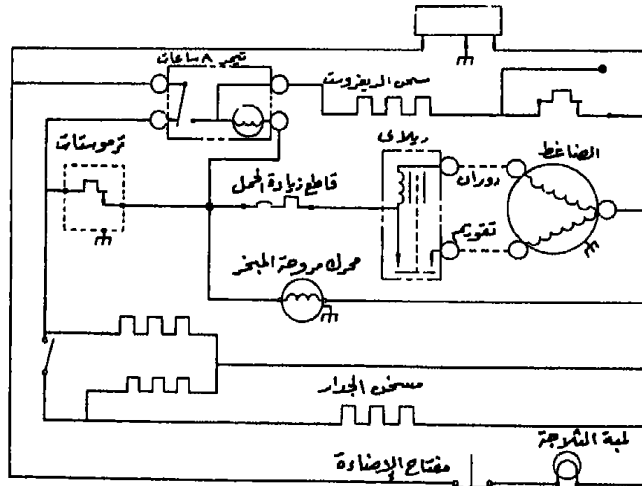 تيمر ٨ ساعات
سخان الديفروست
ترموستات
قاطع زيادة الحمل
ريلاى
دوران
تقويم
الضاغط
محرك مروحة المبخر
مسخن الجدار
مفتاح الإضاءة
لمبة الثلاجة